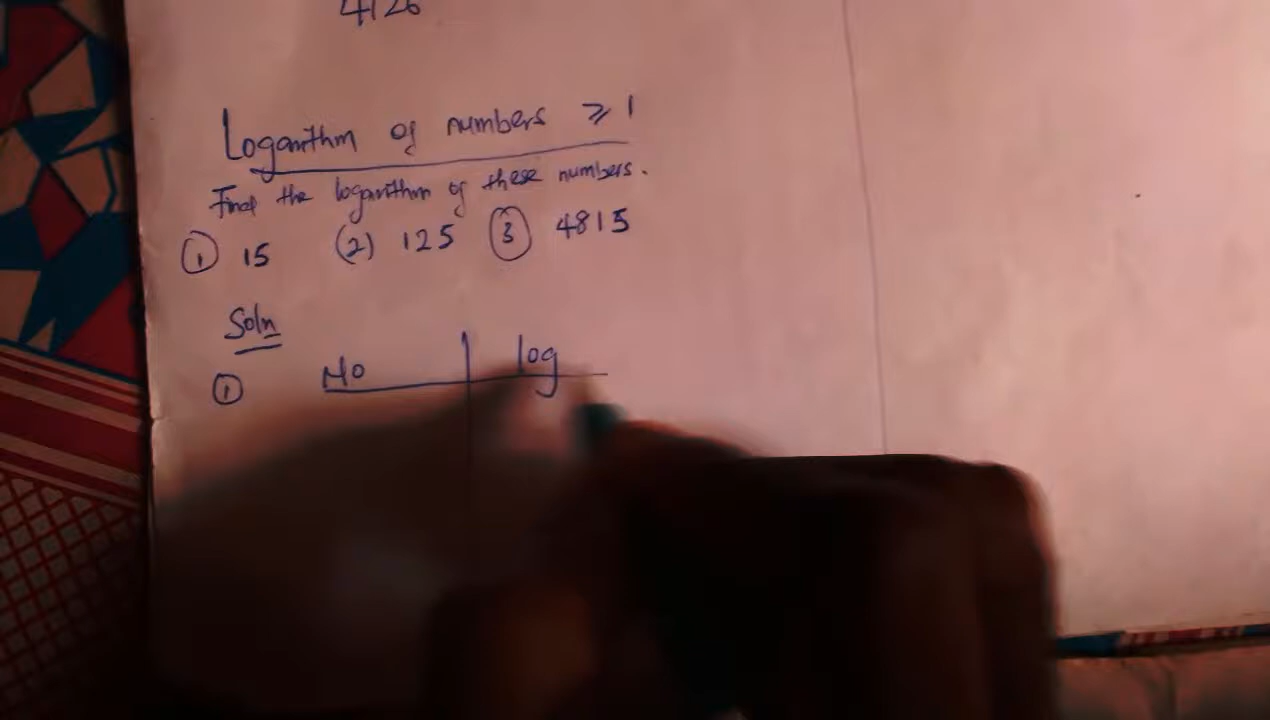 4126
Logarithm of numbers ⩾ 1
Find the logarithm of these numbers.
① 15 (2) 125 ③ 4815
Soln
① No log